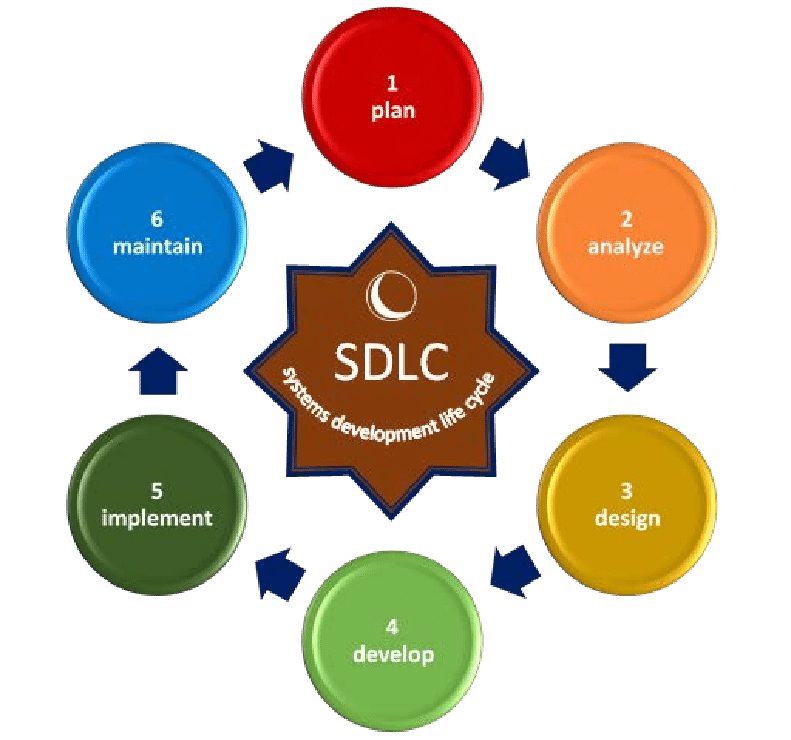 1
plan
2
analyze
3
design
4
develop
5
implement
6
maintain
SDLC
systems development life cycle